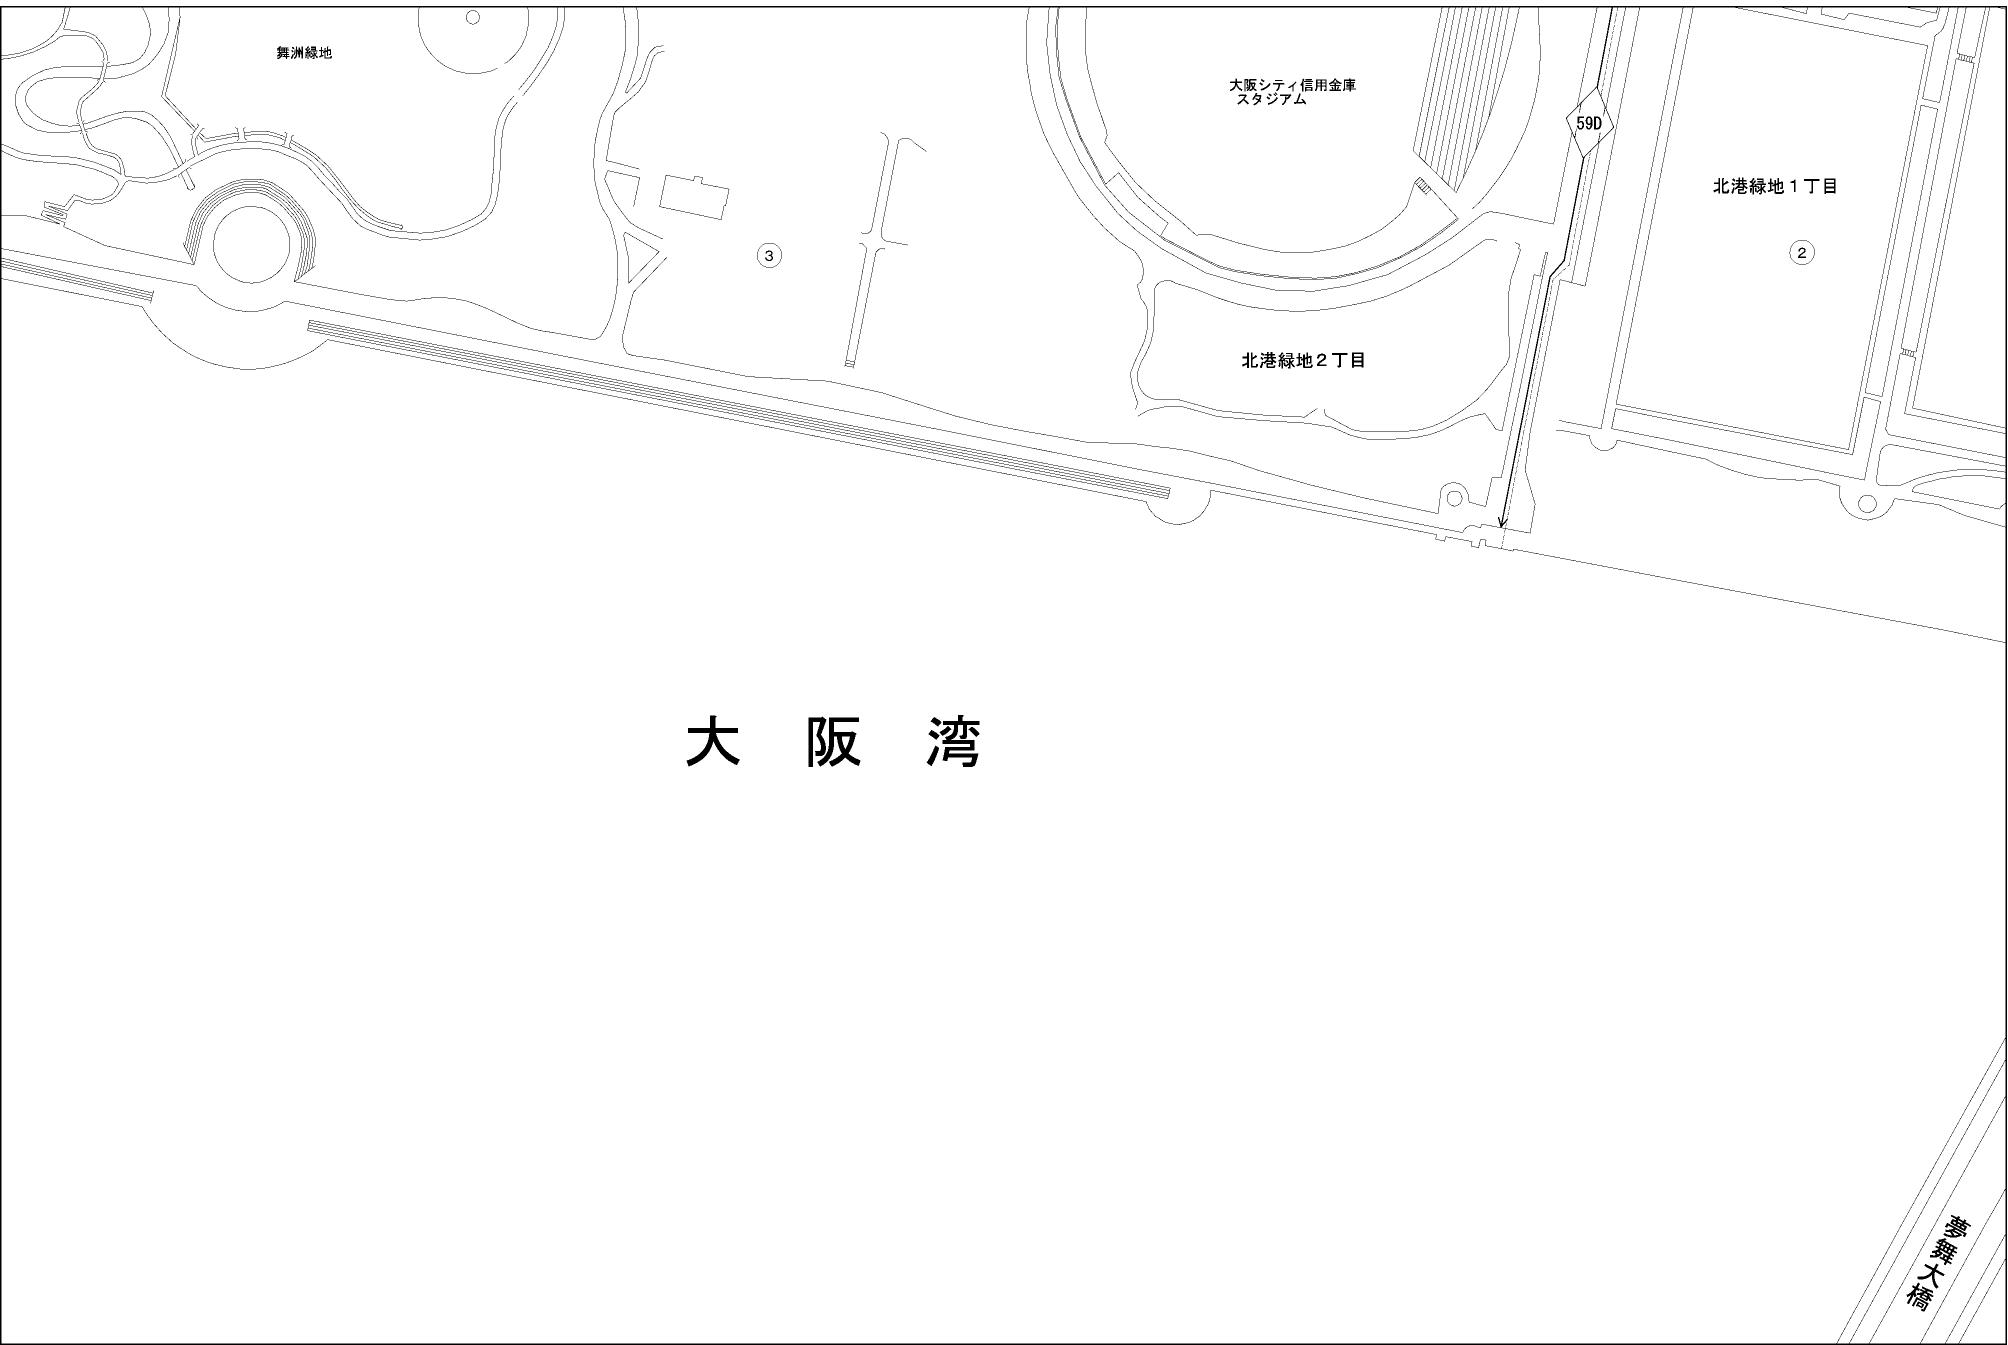 舞洲緑地
大阪シティ信用金庫
スタジアム
59D
北港緑地１丁目
2
3
北港緑地２丁目
大阪湾
夢舞大橋